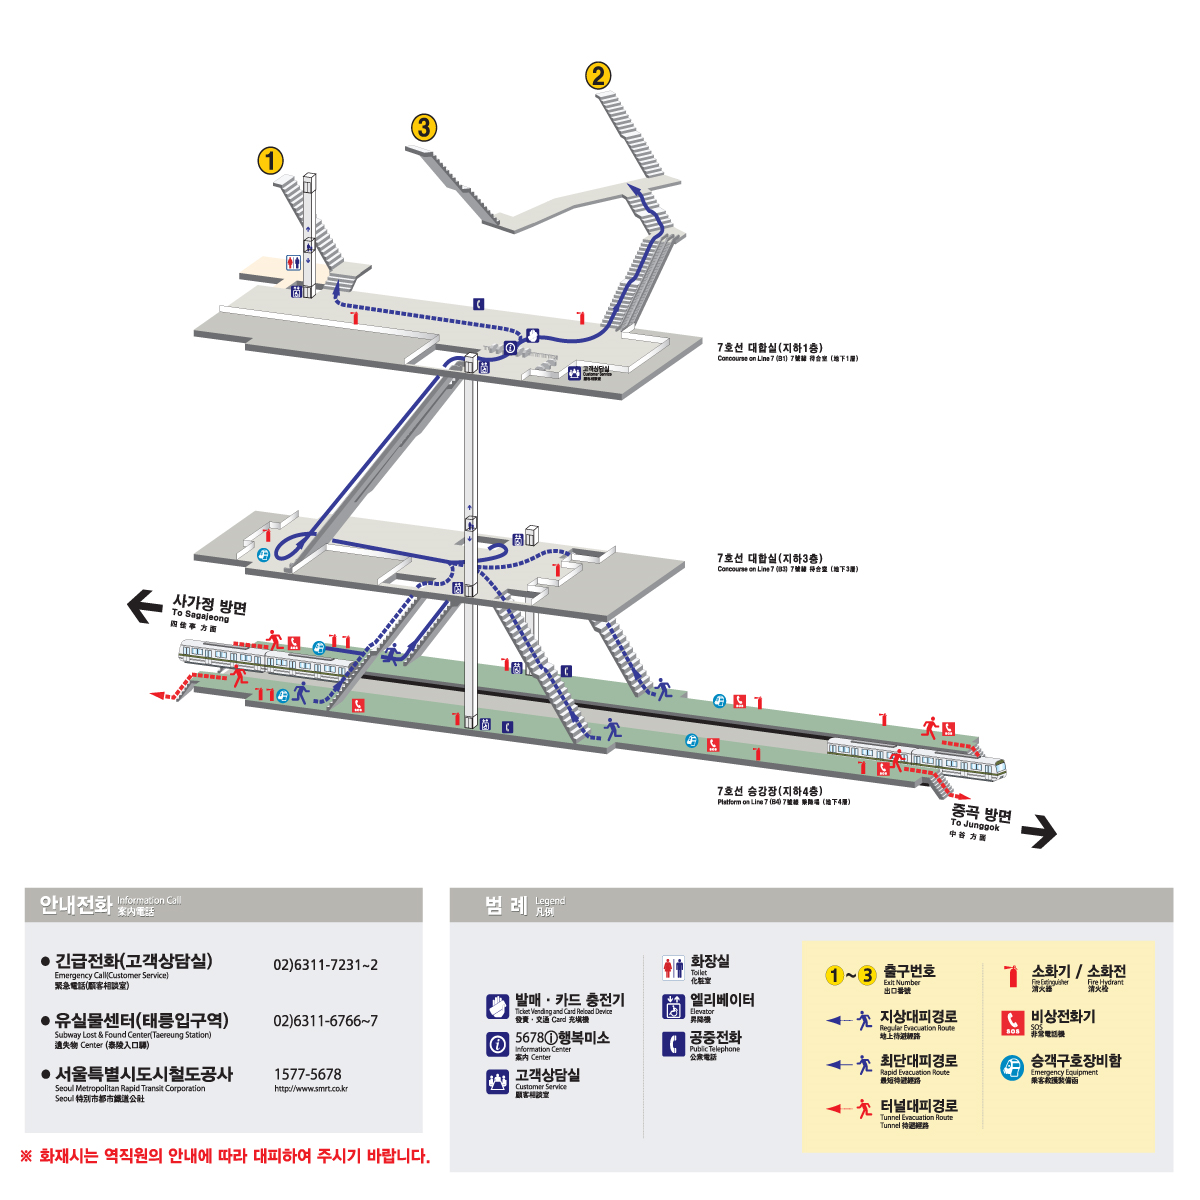 2
3
1
7호선 대합실(지하1층)
Concourse on Line 7 (B1) 7號線 待合室 (地下1層)
고객상담실
Customer Service
顧客相談室
7호선 대합실(지하3층)
Concourse on Line 7 (B3) 7號線 待合室 (地下3層)
사가정 방면
To Sagajeong
四佳亭 方面
7호선 승강장(지하4층)
Platform on Line 7 (B4) 7號線 乘降場 (地下4層)
중곡 방면
To Junggok
中谷 方面
안내전화 Information Call
案內電話
● 긴급전화(고객상담실) 02)6311-7231~2
Emergency Call(Customer Service)
緊急電話(顧客相談室)
● 유실물센터(태릉입구역) 02)6311-6766~7
Subway Lost & Found Center(Taereung Station)
遺失物 Center (泰陵入口驛)
● 서울특별시도시철도공사 1577-5678
Seoul Metropolitan Rapid Transit Corporation http://www.smrt.co.kr
Seoul 特別市都市鐵道公社
※ 화재시는 역직원의 안내에 따라 대피하여 주시기 바랍니다.
범 례 Legend
凡例
발매 · 카드 충전기
Ticket Vending and Card Reload Device
發賣 · 交通 Card 充塡機
5678ⓘ행복미소
Information Center
案內 Center
고객상담실
Customer Service
顧客相談室
화장실
Toilet
化粧室
엘리베이터
Elevator
昇降機
공중전화
Public Telephone
公衆電話
1~3 출구번호
Exit Number
出口番號
지상대피경로
Regular Evacuation Route
地上待避經路
최단대피경로
Rapid Evacuation Route
最短待避經路
터널대피경로
Tunnel Evacuation Route
Tunnel 待避經路
소화기 / 소화전
Fire Extinguisher Fire Hydrant
消火器 消火栓
비상전화기
SOS
非常電話機
승객구호장비함
Emergency Equipment
乘客救護裝備函